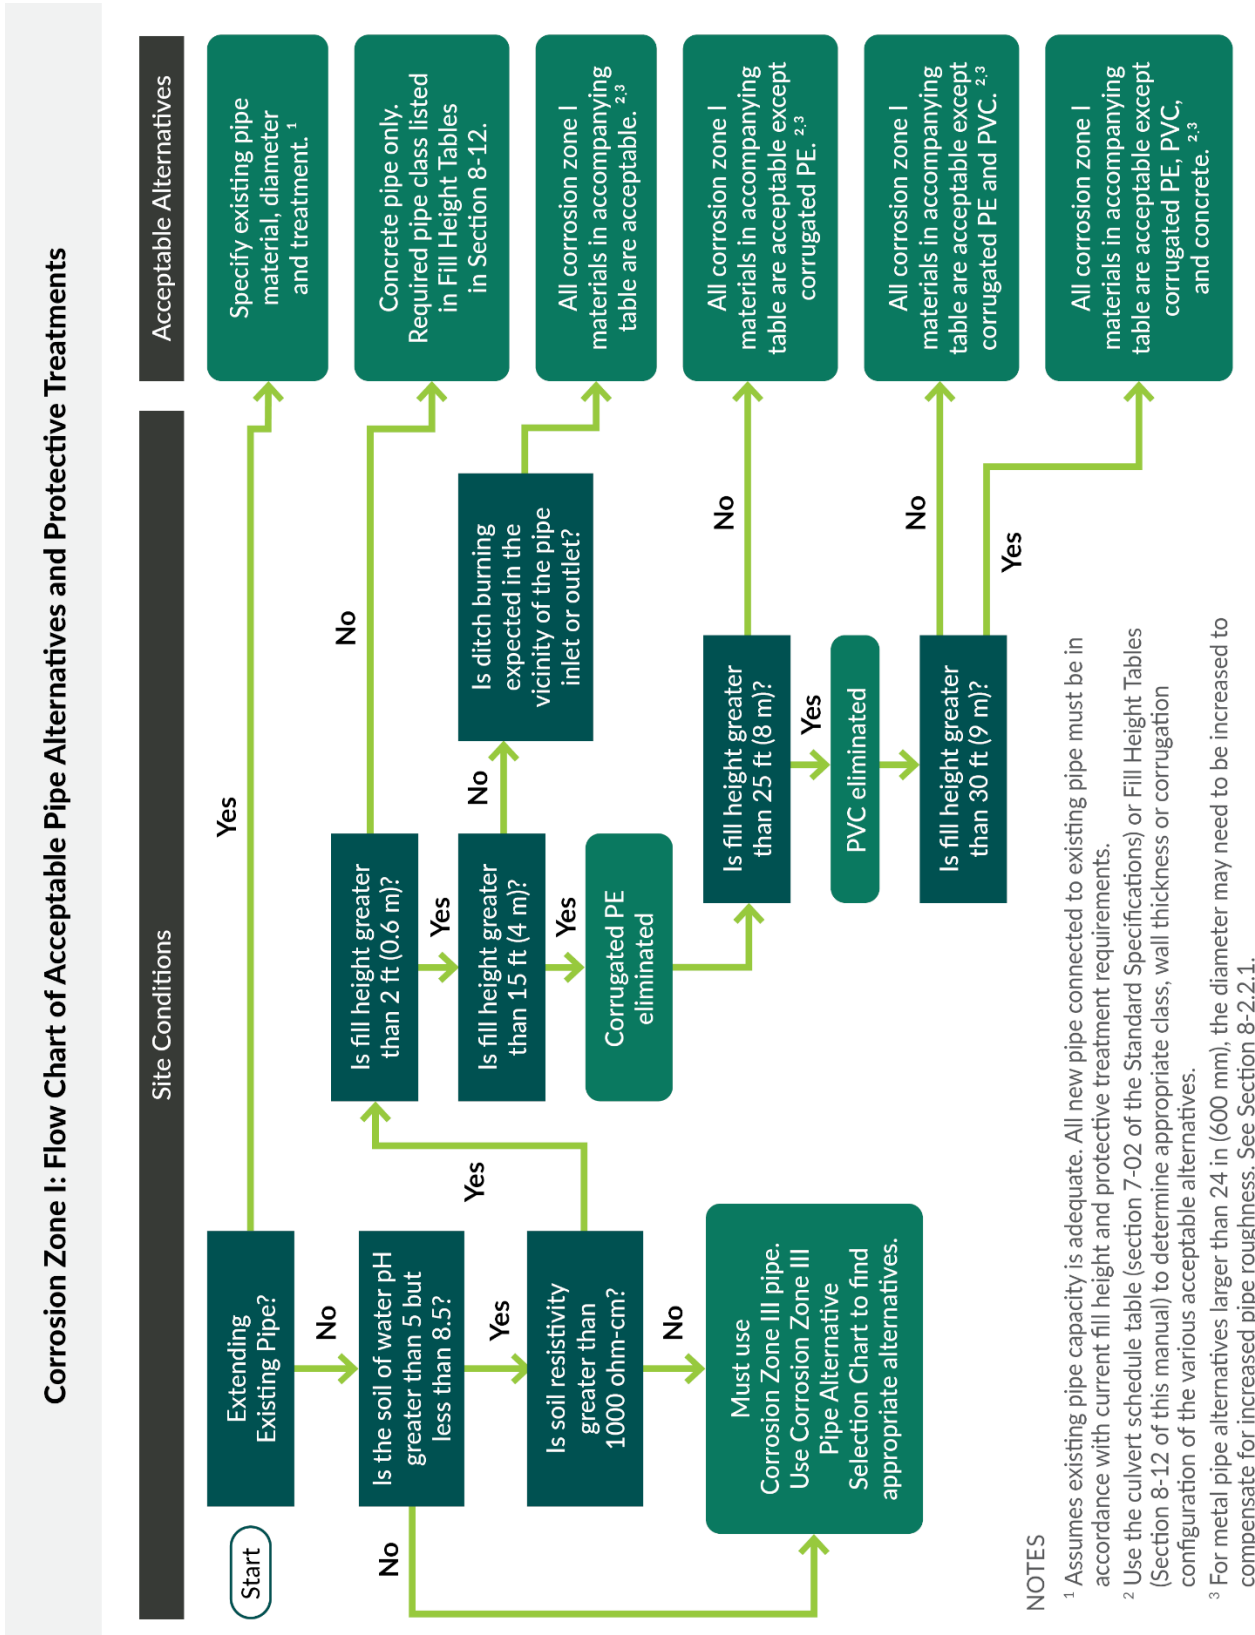 Corrosion Zone I: Flow Chart of Acceptable Pipe Alternatives and Protective Treatments
Site Conditions
Acceptable Alternatives
Start
Extending
Existing Pipe?
Yes
Specify existing pipe
material, diameter
and treatment. 1
No
Is the soil of water pH
greater than 5 but
less than 8.5?
No
Yes
Is soil resistivity
greater than
1000 ohm-cm?
Yes
No
Must use
Corrosion Zone III pipe.
Use Corrosion Zone III
Pipe Alternative
Selection Chart to find
appropriate alternatives.
Is fill height greater
than 2 ft (0.6 m)?
No
Concrete pipe only.
Required pipe class listed
in Fill Height Tables
in Section 8-12.
Yes
Is fill height greater
than 15 ft (4 m)?
No
Is ditch burning
expected in the
vicinity of the pipe
inlet or outlet?
All corrosion zone I
materials in accompanying
table are acceptable. 2,3
Yes
Corrugated PE
eliminated
Is fill height greater
than 25 ft (8 m)?
No
All corrosion zone I
materials in accompanying
table are acceptable except
corrugated PE. 2,3
Yes
PVC eliminated
Is fill height greater
than 30 ft (9 m)?
No
All corrosion zone I
materials in accompanying
table are acceptable except
corrugated PE and PVC. 2,3
Yes
All corrosion zone I
materials in accompanying
table are acceptable except
corrugated PE, PVC,
and concrete. 2,3
NOTES
1 Assumes existing pipe capacity is adequate. All new pipe connected to existing pipe must be in
accordance with current fill height and protective treatment requirements.
2 Use the culvert schedule table (section 7-02 of the Standard Specifications) or Fill Height Tables
(Section 8-12 of this manual) to determine appropriate class, wall thickness or corrugation
configuration of the various acceptable alternatives.
3 For metal pipe alternatives larger than 24 in (600 mm), the diameter may need to be increased to
compensate for increased pipe roughness. See Section 8-2.2.1.